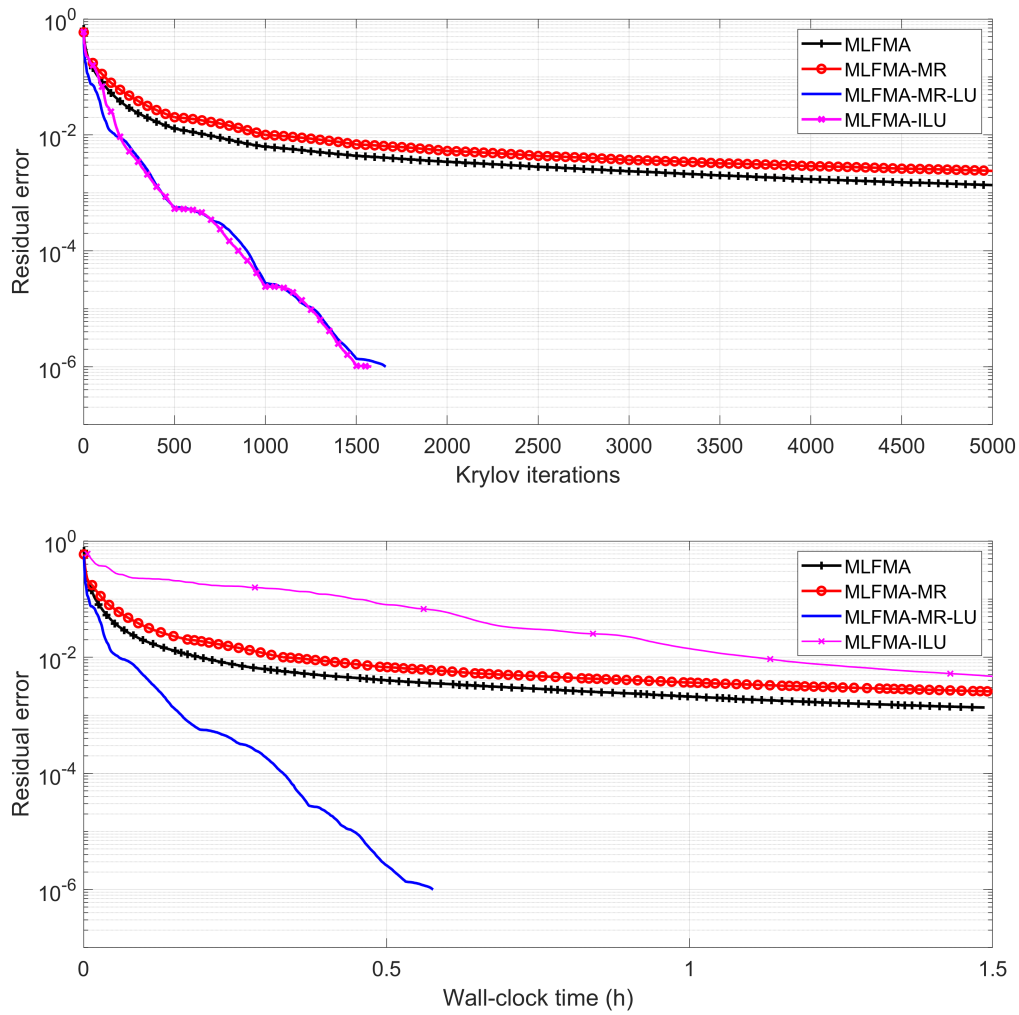 10^0
MLFMA
MLFMA-MR
MLFMA-MR-LU
MLFMA-ILU
10^-2
10^-4
10^-6
Residual error
0 500 1000 1500 2000 2500 3000 3500 4000 4500 5000
Krylov iterations
10^0
MLFMA
MLFMA-MR
MLFMA-MR-LU
MLFMA-ILU
10^-2
10^-4
10^-6
Residual error
0 0.5 1 1.5
Wall-clock time (h)